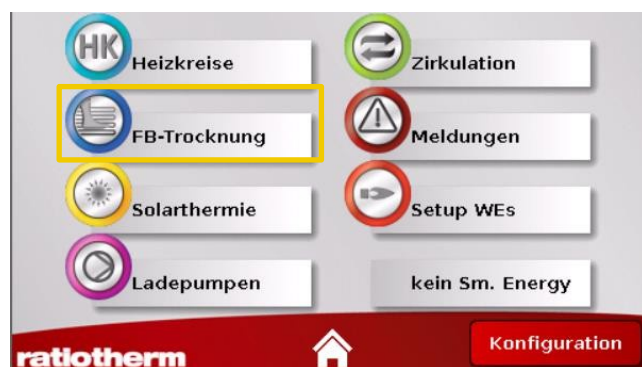 HK
Heizkreise
Zirkulation
FB-Trocknung
Meldungen
Solarthermie
Setup WEs
Ladepumpen
kein Sm. Energy
ratiotherm
Konfiguration